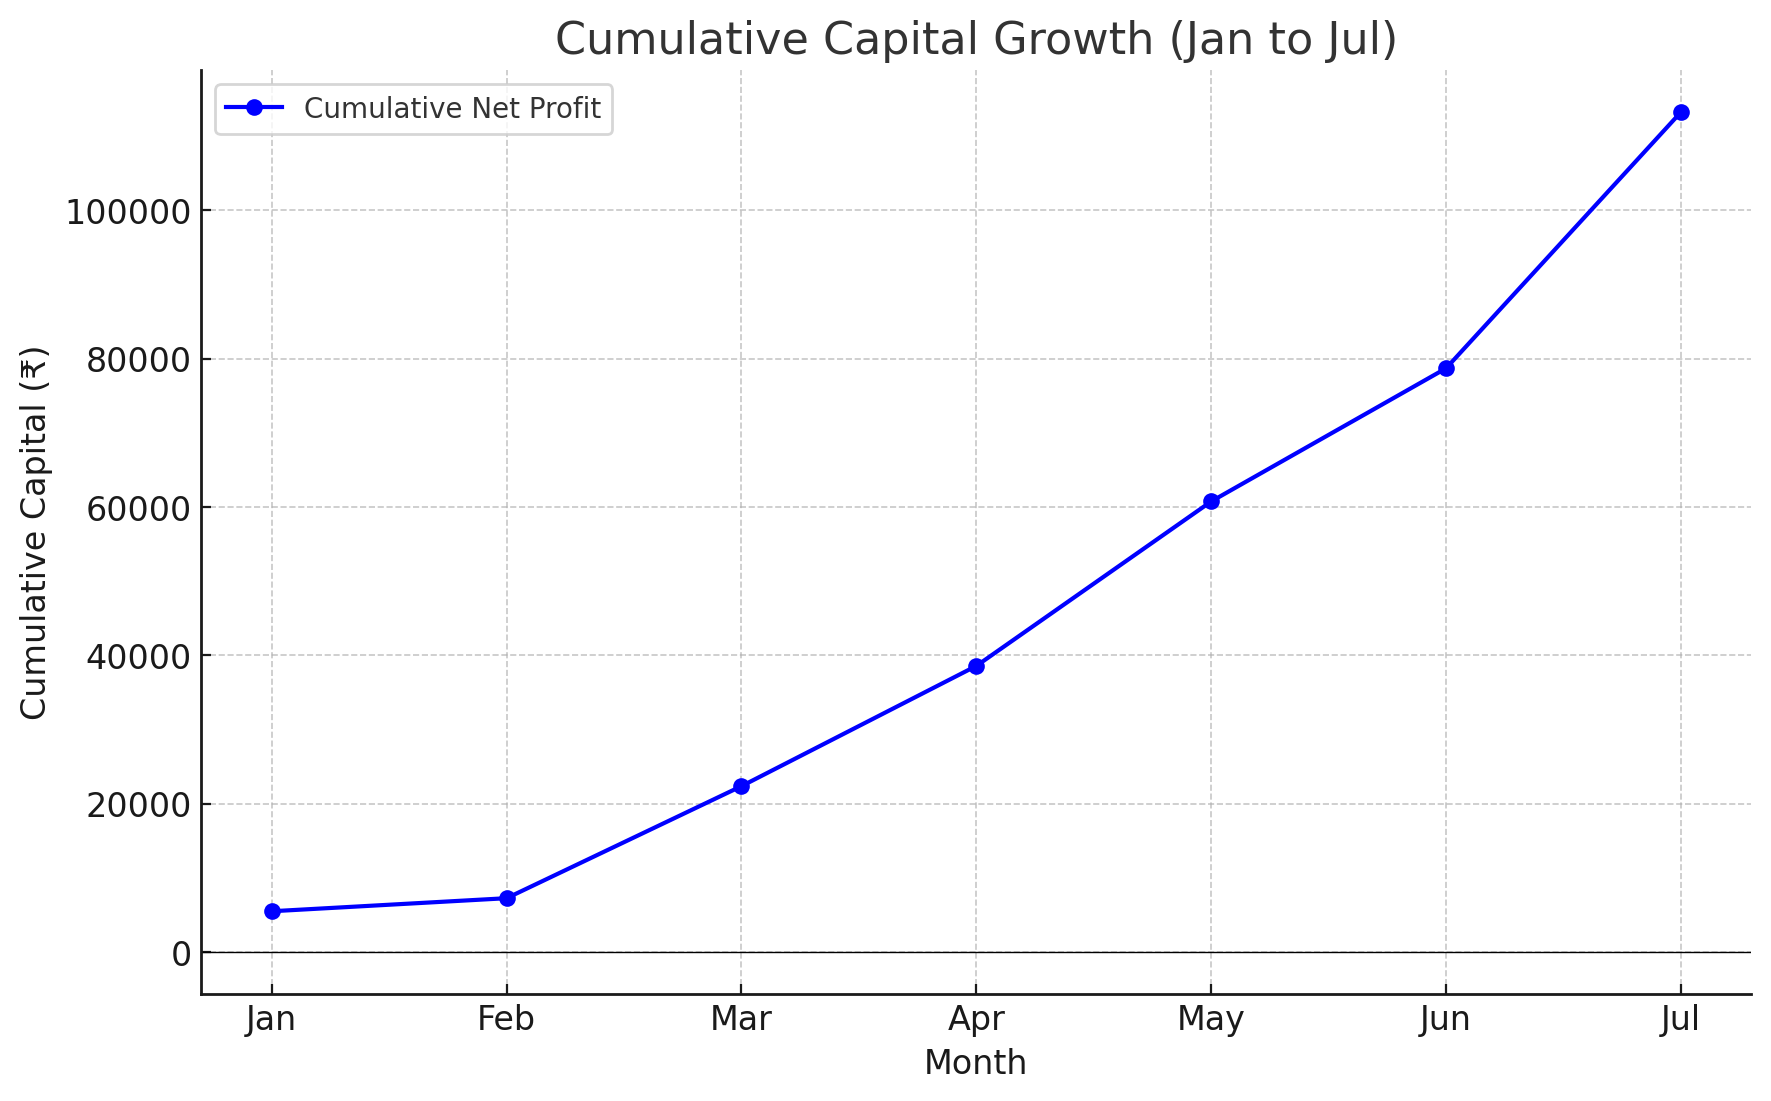 Cumulative Capital Growth (Jan to Jul)
Cumulative Net Profit
Cumulative Capital (₹)
100000
80000
60000
40000
20000
0
Jan Feb Mar Apr May Jun Jul
Month